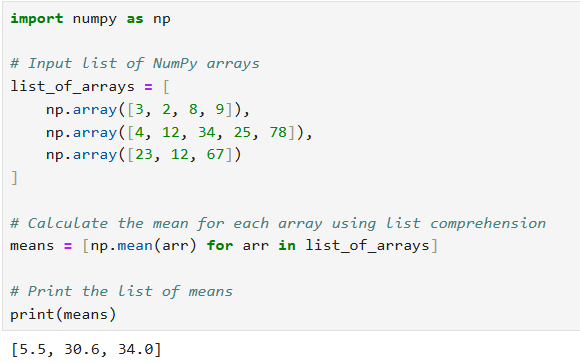 import numpy as np
# Input list of NumPy arrays
list_of_arrays = [
    np.array([3, 2, 8, 9]),
    np.array([4, 12, 34, 25, 78]),
    np.array([23, 12, 67])
]
# Calculate the mean for each array using list comprehension
means = [np.mean(arr) for arr in list_of_arrays]
# Print the list of means
print(means)
[5.5, 30.6, 34.0]